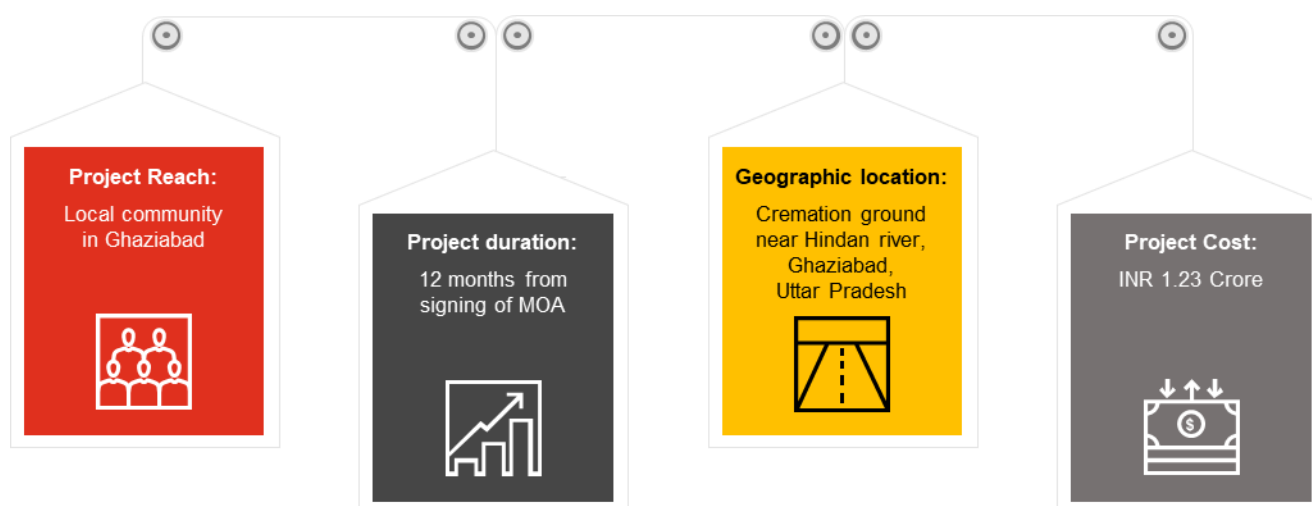 Project Reach:
Local community
in Ghaziabad
Project duration:
12 months from
signing of MOA
Geographic location:
Cremation ground
near Hindan river,
Ghaziabad,
Uttar Pradesh
Project Cost:
INR 1.23 Crore
$